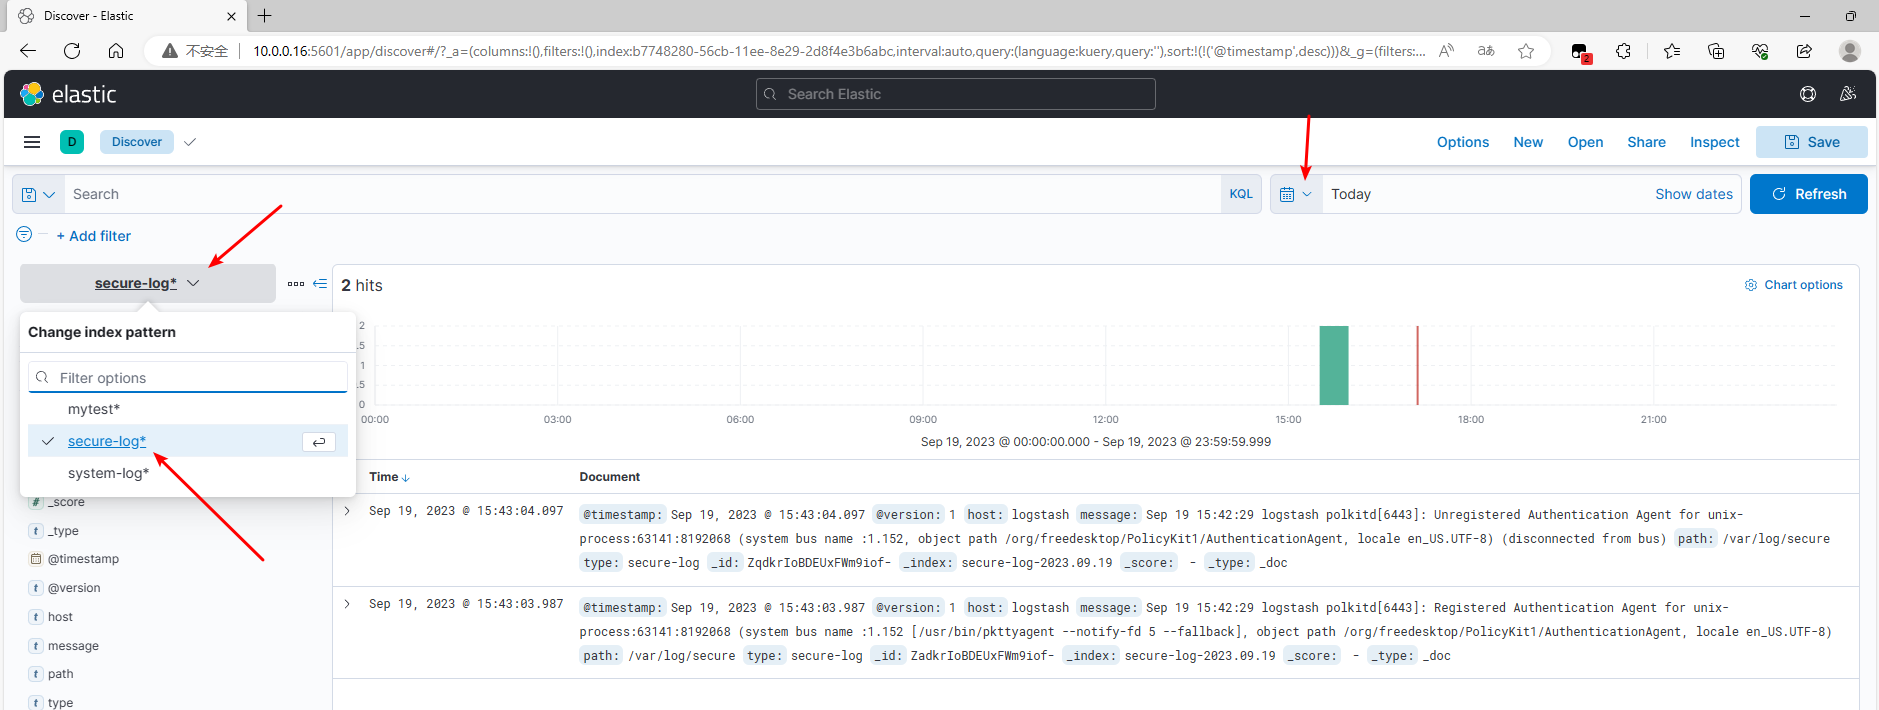 Discover - Elastic
不安全
10.0.0.16:5601/app/discover#/?_a=(columns:!(),filters:!(),index:b7748280-56cb-11ee-8e29-2d8f4e3b6abc,interval:auto,query:(language:kuery,query:''),sort:!(!('@timestamp',desc)))&_g=(filters:...
A
aあ
2
elastic
Search Elastic
D
Discover
Options
New
Open
Share
Inspect
Save
Search
KQL
Today
Show dates
Refresh
+ Add filter
secure-log*
2 hits
Chart options
Change index pattern
Filter options
mytest*
secure-log*
system-log*
# _score
t _type
@timestamp
t @version
t host
t message
t path
t type
2
.5
1
.5
0
00:00 03:00 06:00 09:00 12:00 15:00 18:00 21:00
Sep 19, 2023 @ 00:00:00.000 - Sep 19, 2023 @ 23:59:59.999
Time Document
Sep 19, 2023 @ 15:43:04.097
@timestamp: Sep 19, 2023 @ 15:43:04.097 @version: 1 host: logstash message: Sep 19 15:42:29 logstash polkitd[6443]: Unregistered Authentication Agent for unix-
process:63141:8192068 (system bus name :1.152, object path /org/freedesktop/PolicyKit1/AuthenticationAgent, locale en_US.UTF-8) (disconnected from bus) path: /var/log/secure
type: secure-log _id: ZqdkrIoBDEUxFWm9iof- _index: secure-log-2023.09.19 _score: - _type: _doc
Sep 19, 2023 @ 15:43:03.987
@timestamp: Sep 19, 2023 @ 15:43:03.987 @version: 1 host: logstash message: Sep 19 15:42:29 logstash polkitd[6443]: Registered Authentication Agent for unix-
process:63141:8192068 (system bus name :1.152 [/usr/bin/pkttyagent --notify-fd 5 --fallback], object path /org/freedesktop/PolicyKit1/AuthenticationAgent, locale en_US.UTF-8)
path: /var/log/secure type: secure-log _id: ZadkrIoBDEUxFWm9iof- _index: secure-log-2023.09.19 _score: - _type: _doc